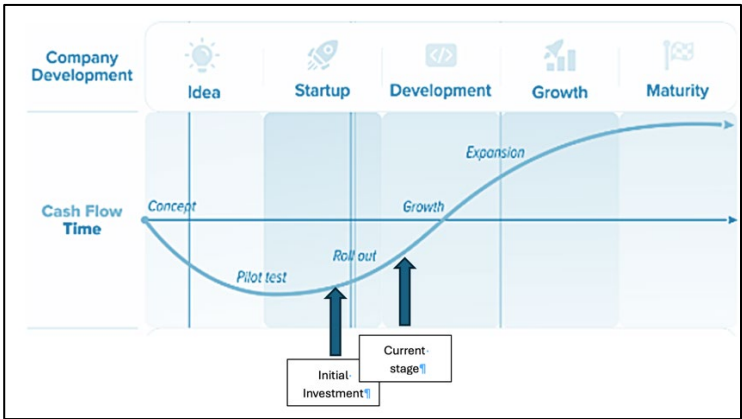 Company
Development
Idea
Startup
Development
Growth
Maturity
Cash Flow
Time
Concept
Pilot test
Roll out
Growth
Expansion
Initial·
Investment¶
Current·
stage¶